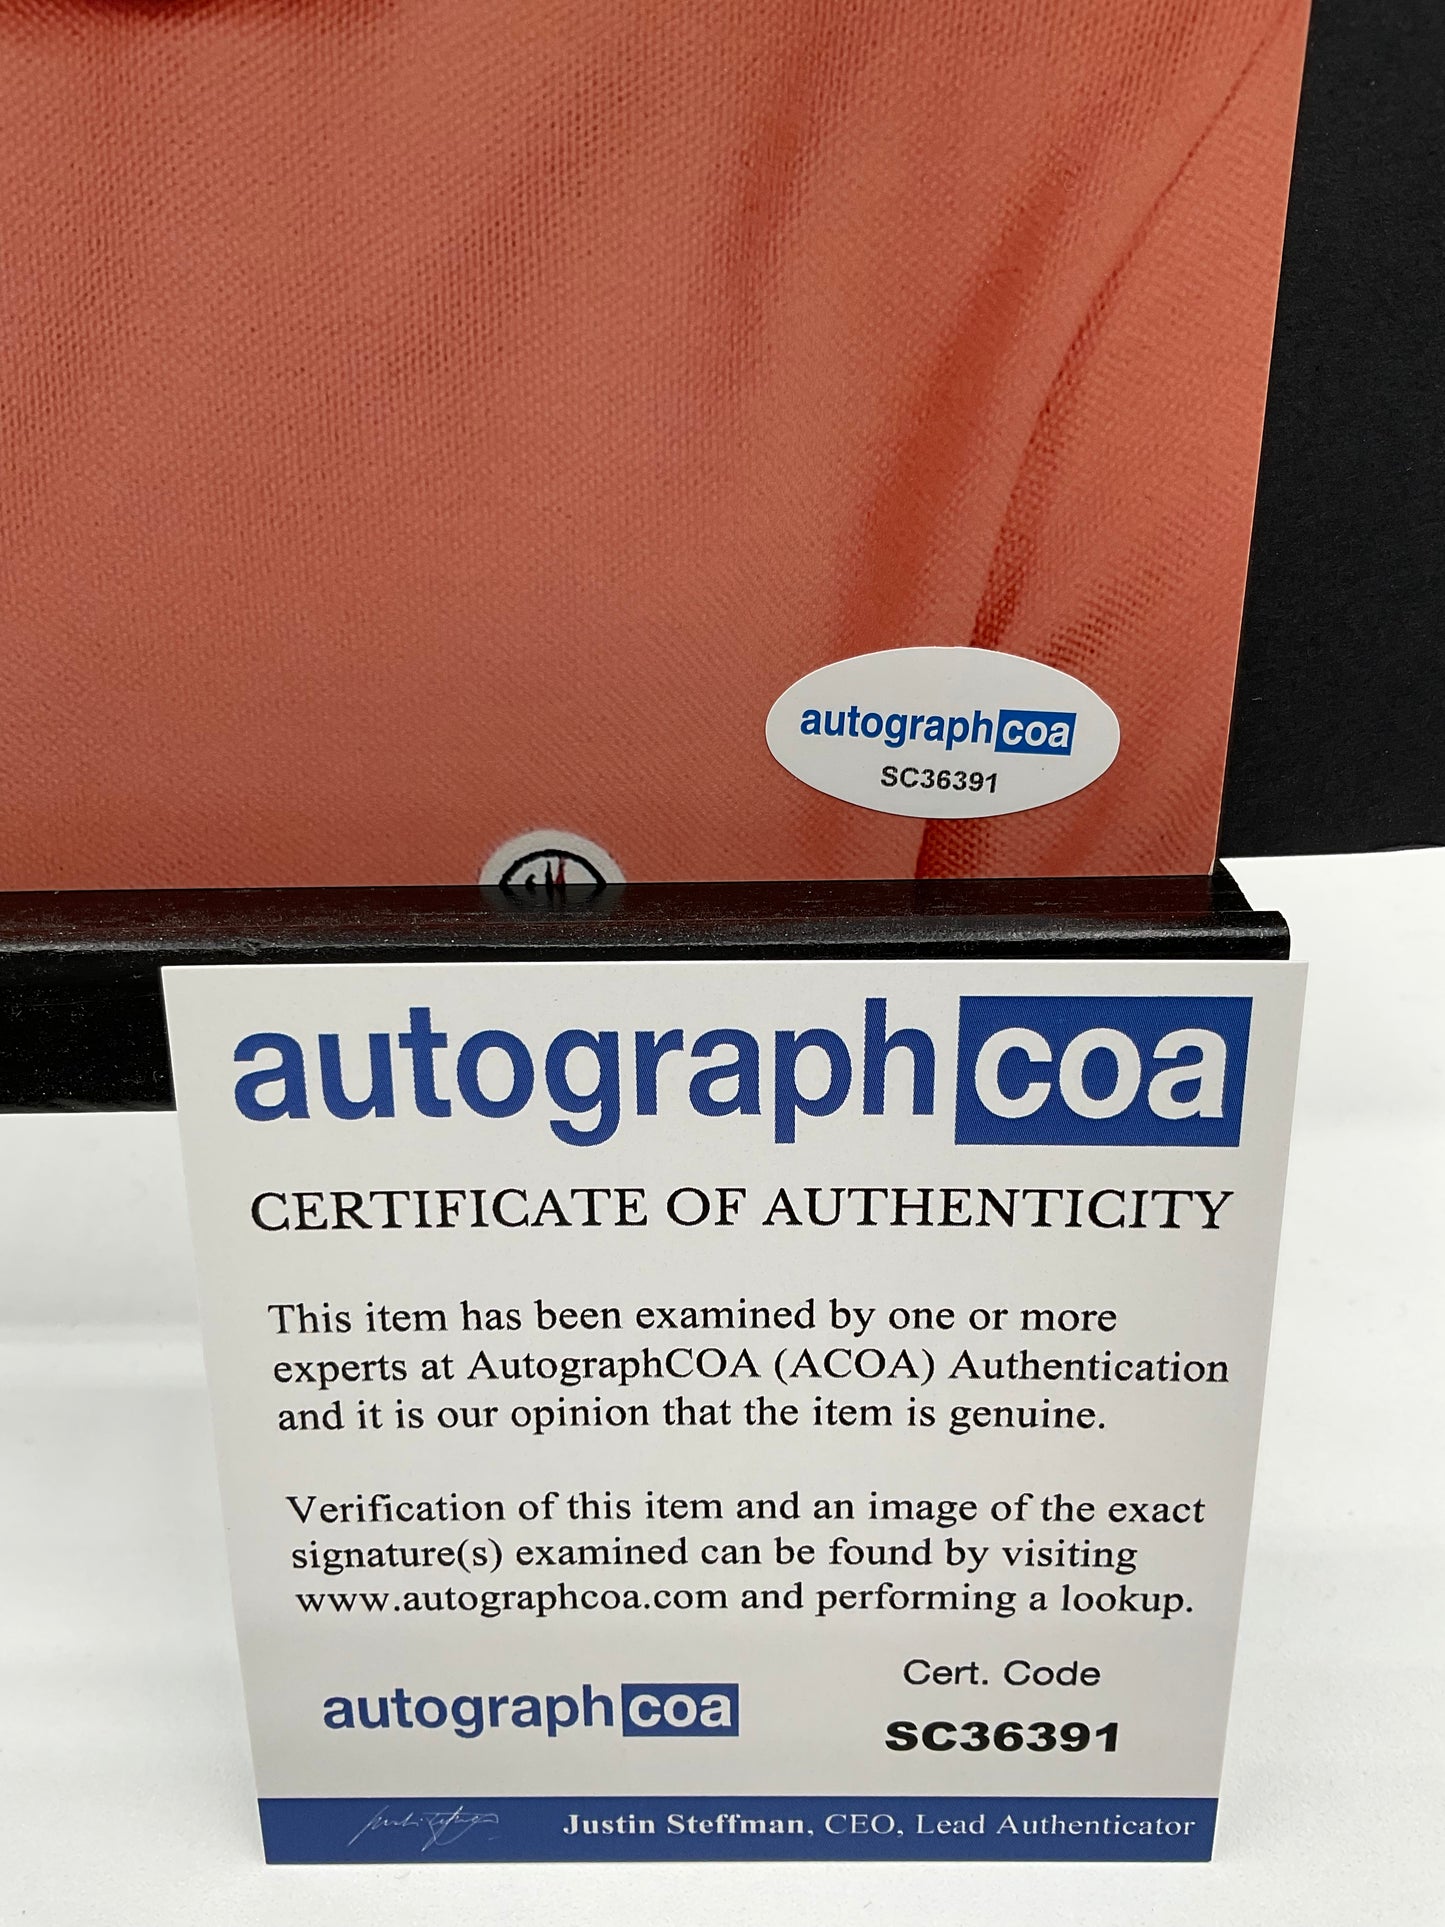 autographcoa
SC36391
autographcoa
CERTIFICATE OF AUTHENTICITY
This item has been examined by one or more
experts at AutographCOA (ACOA) Authentication
and it is our opinion that the item is genuine.
Verification of this item and an image of the exact
signature(s) examined can be found by visiting
www.autographcoa.com and performing a lookup.
Cert. Code
autographcoa
SC36391
Justin Steffman, CEO, Lead Authenticator